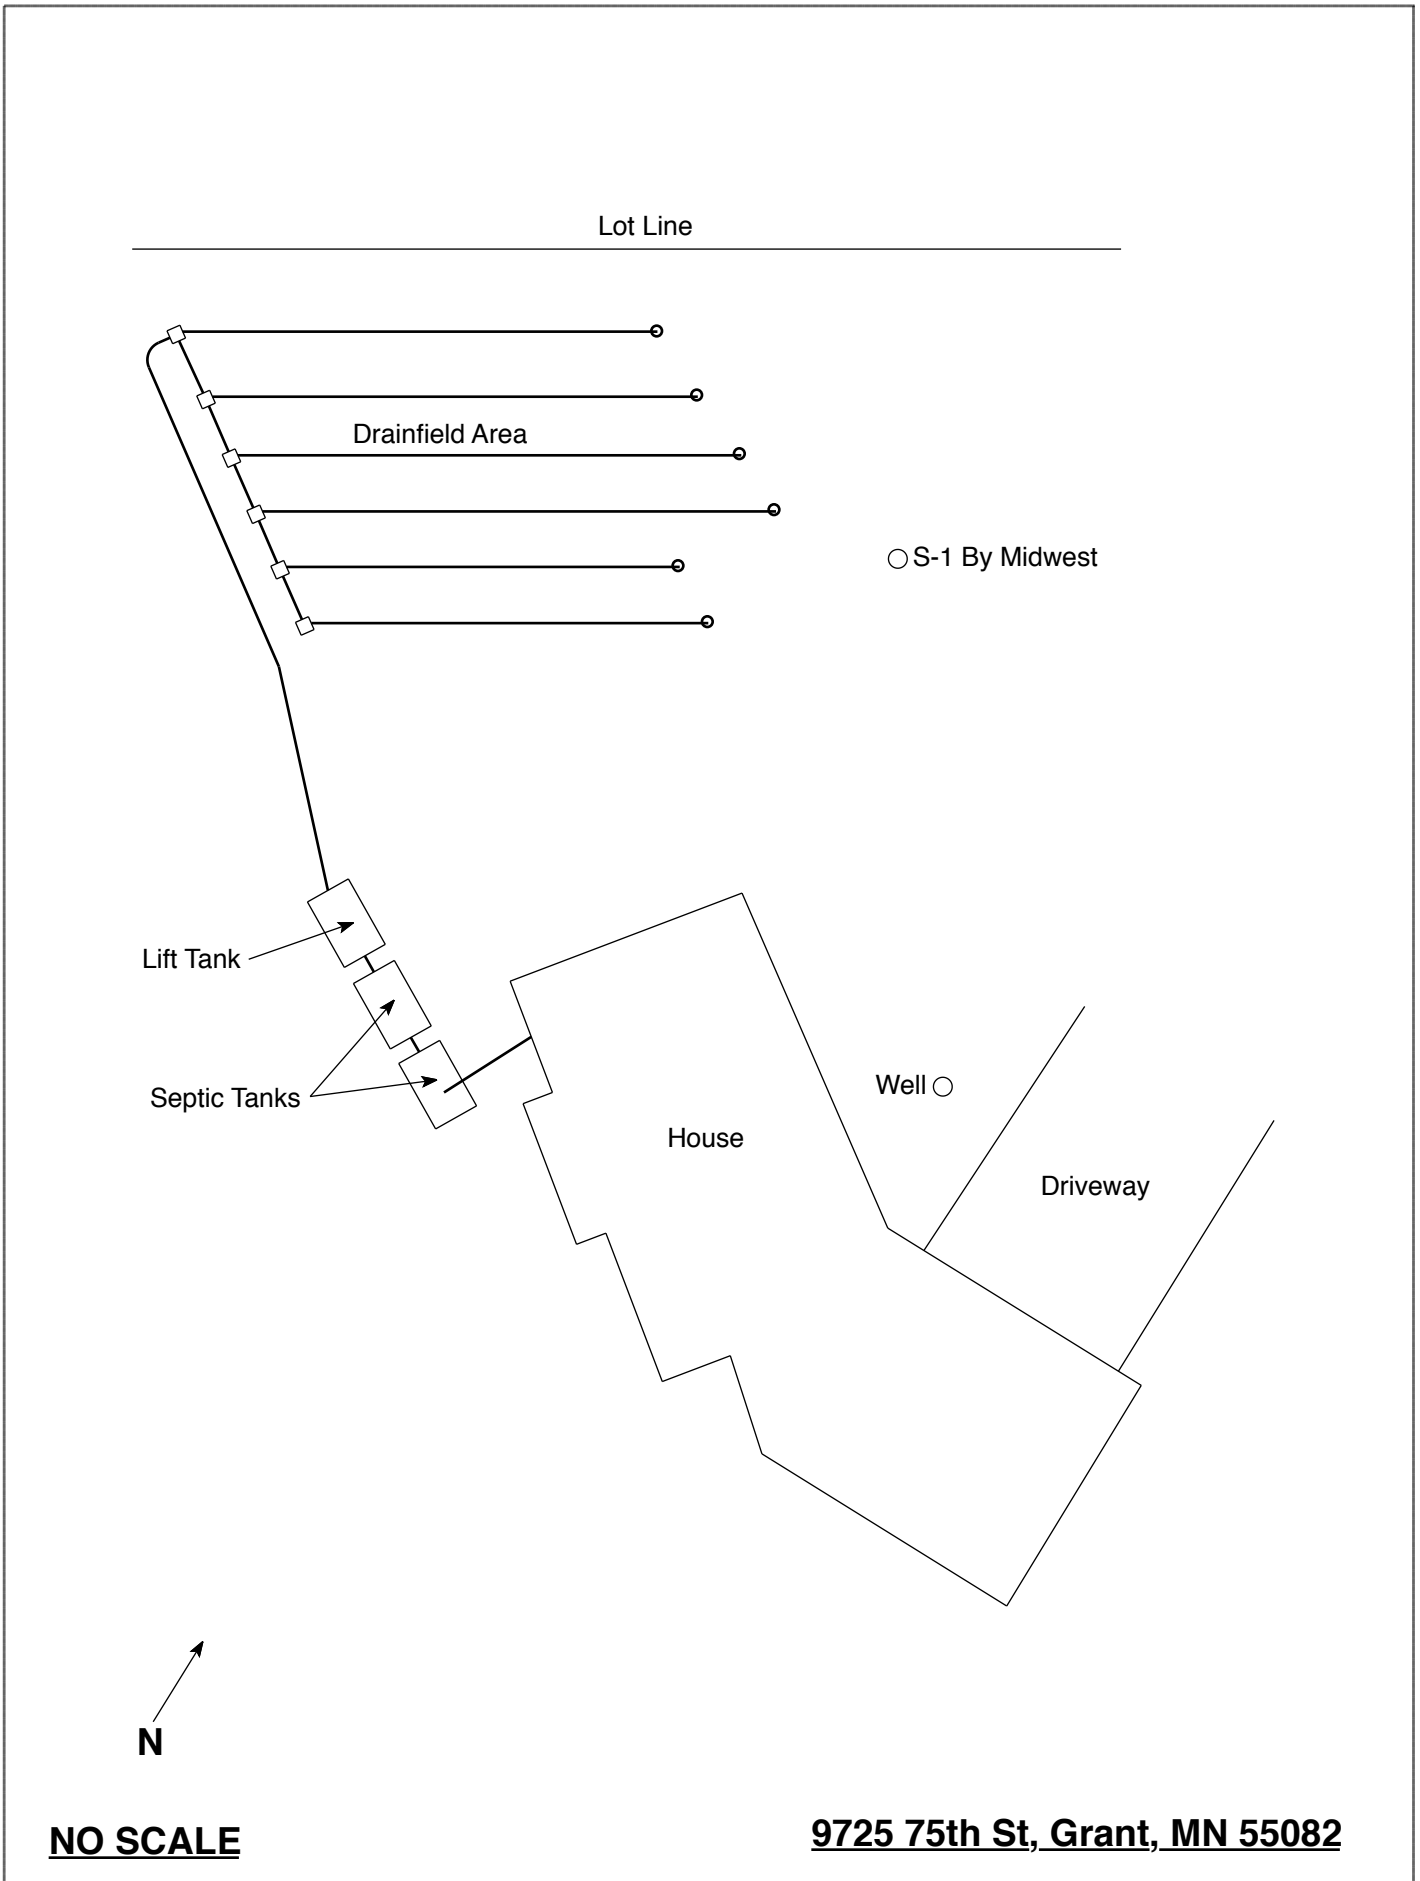 Lot Line
Drainfield Area
S-1 By Midwest
Lift Tank
Septic Tanks
Well
House
Driveway
N
NO SCALE
9725 75th St, Grant, MN 55082